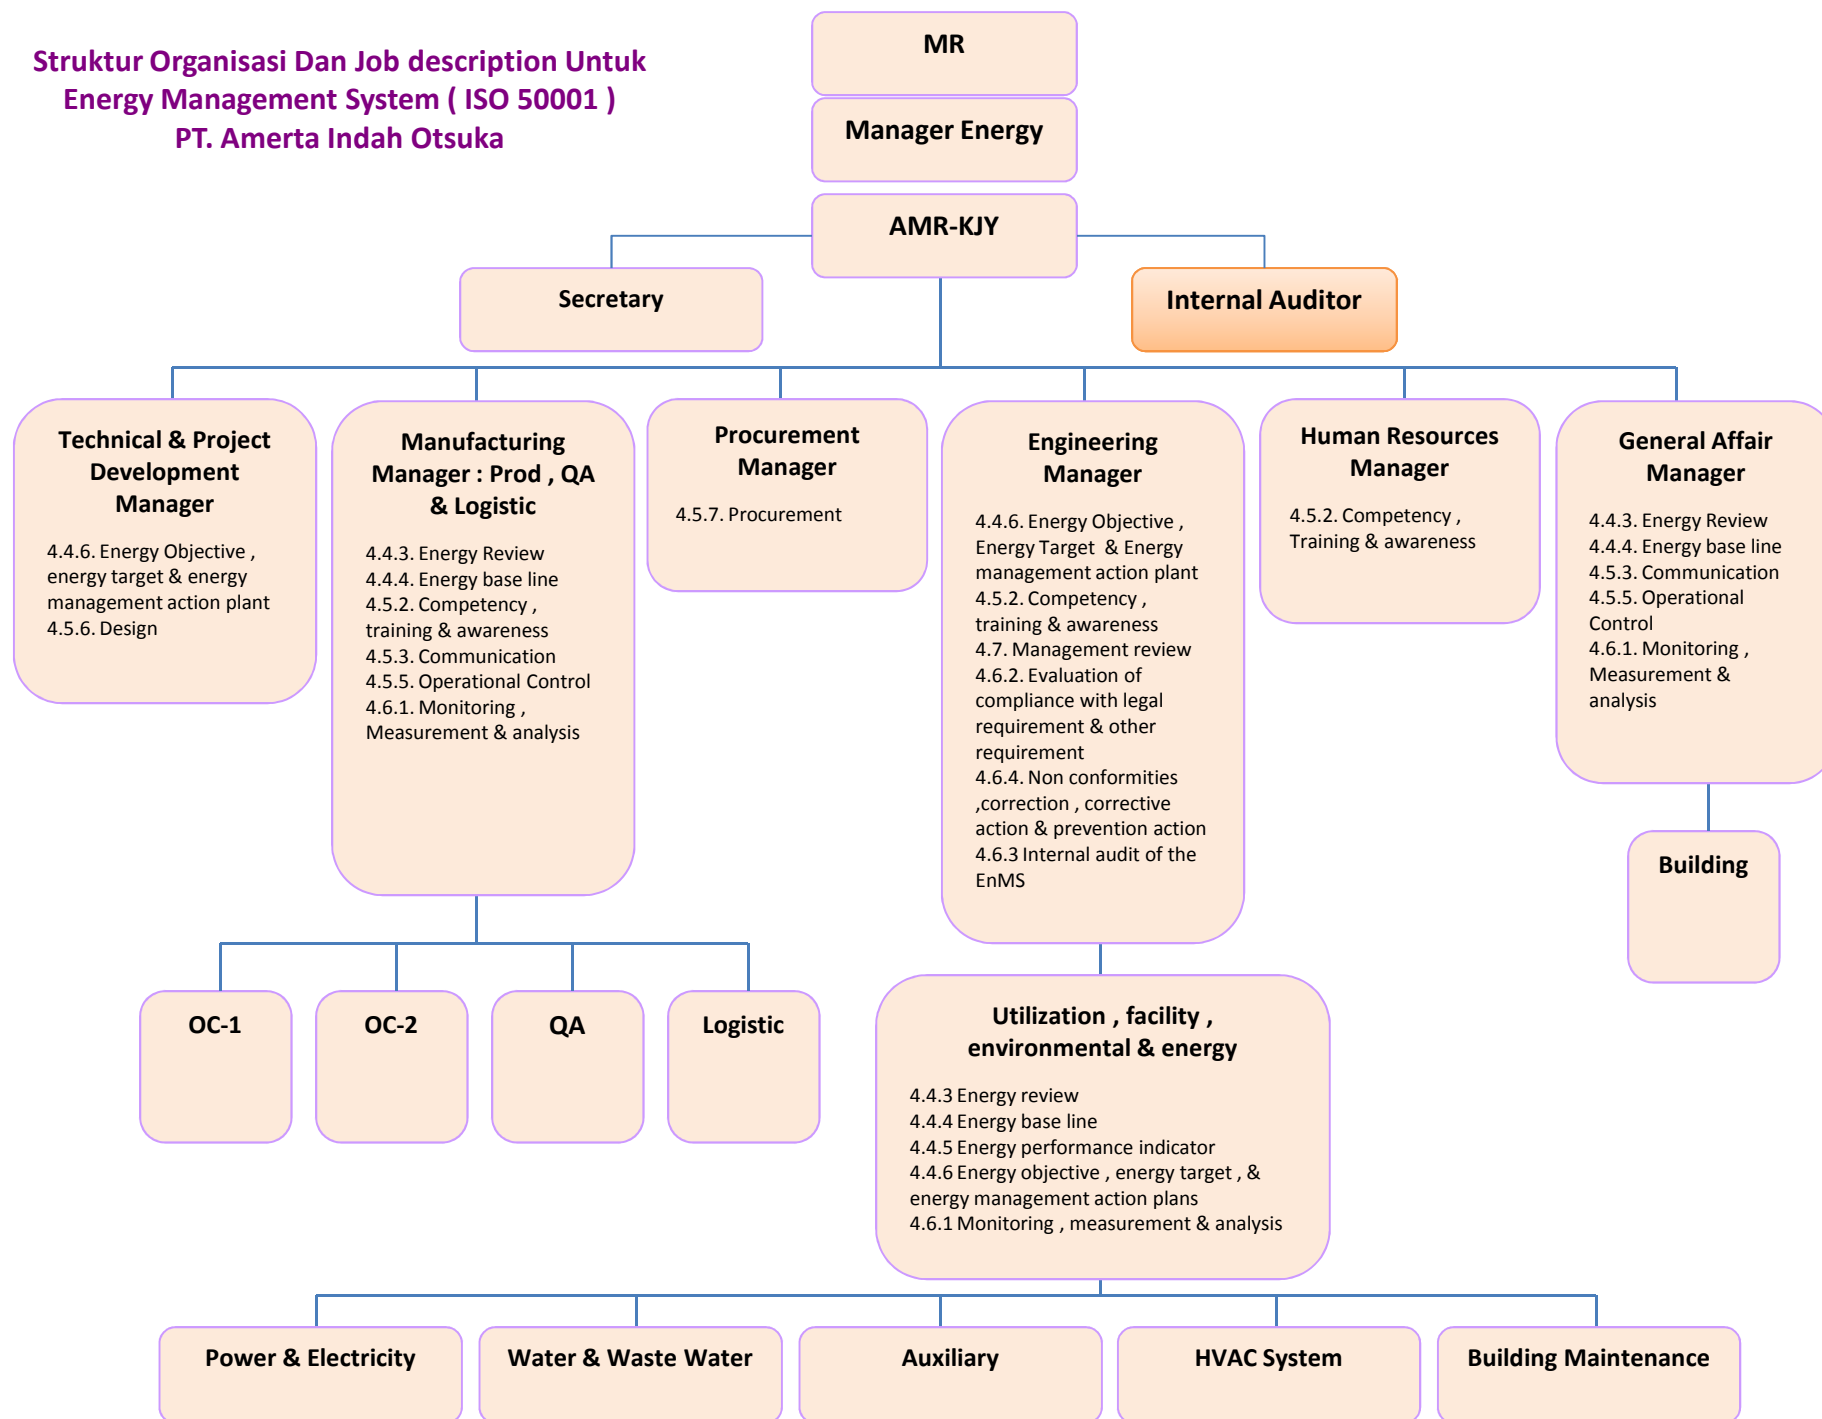 Struktur Organisasi Dan Job description Untuk
Energy Management System ( ISO 50001 )
PT. Amerta Indah Otsuka
MR
Manager Energy
AMR-KJY
Secretary
Internal Auditor
Technical & Project
Development
Manager
4.4.6. Energy Objective ,
energy target & energy
management action plant
4.5.6. Design
Manufacturing
Manager : Prod , QA
& Logistic
4.4.3. Energy Review
4.4.4. Energy base line
4.5.2. Competency ,
training & awareness
4.5.3. Communication
4.5.5. Operational Control
4.6.1. Monitoring ,
Measurement & analysis
Procurement
Manager
4.5.7. Procurement
Engineering
Manager
4.4.6. Energy Objective ,
Energy Target & Energy
management action plant
4.5.2. Competency ,
training & awareness
4.7. Management review
4.6.2. Evaluation of
compliance with legal
requirement & other
requirement
4.6.4. Non conformities
,correction , corrective
action & prevention action
4.6.3 Internal audit of the
EnMS
Human Resources
Manager
4.5.2. Competency ,
Training & awareness
General Affair
Manager
4.4.3. Energy Review
4.4.4. Energy base line
4.5.3. Communication
4.5.5. Operational
Control
4.6.1. Monitoring ,
Measurement &
analysis
Building
OC-1
OC-2
QA
Logistic
Utilization , facility ,
environmental & energy
4.4.3 Energy review
4.4.4 Energy base line
4.4.5 Energy performance indicator
4.4.6 Energy objective , energy target , &
energy management action plans
4.6.1 Monitoring , measurement & analysis
Power & Electricity
Water & Waste Water
Auxiliary
HVAC System
Building Maintenance